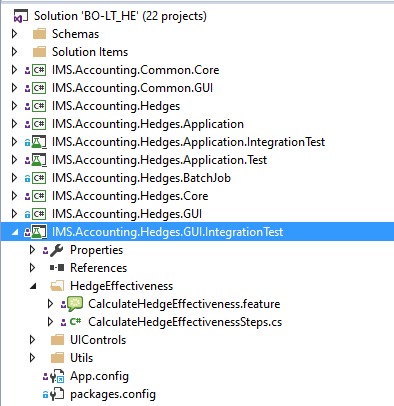 Solution 'BO-LT_HE' (22 projects)
Schemas
Solution Items
C# IMS.Accounting.Common.Core
C# IMS.Accounting.Common.GUI
C# IMS.Accounting.Hedges
C# IMS.Accounting.Hedges.Application
IMS.Accounting.Hedges.Application.IntegrationTest
IMS.Accounting.Hedges.Application.Test
C# IMS.Accounting.Hedges.BatchJob
C# IMS.Accounting.Hedges.Core
C# IMS.Accounting.Hedges.GUI
IMS.Accounting.Hedges.GUI.IntegrationTest
Properties
References
HedgeEffectiveness
CalculateHedgeEffectiveness.feature
C# CalculateHedgeEffectivenessSteps.cs
UIControls
Utils
App.config
packages.config